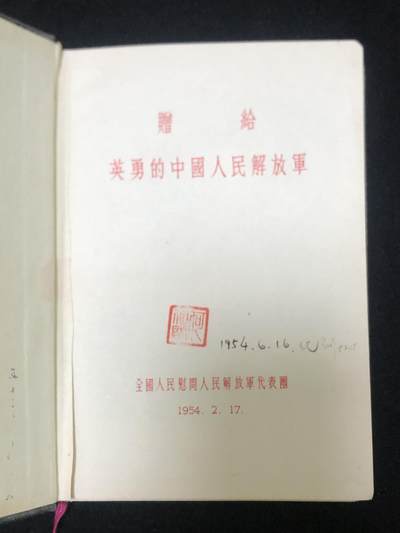 贈 給
英勇的中國人民解放軍
1954.6.16.
全國人民慰問人民解放軍代表團
1954. 2. 17.